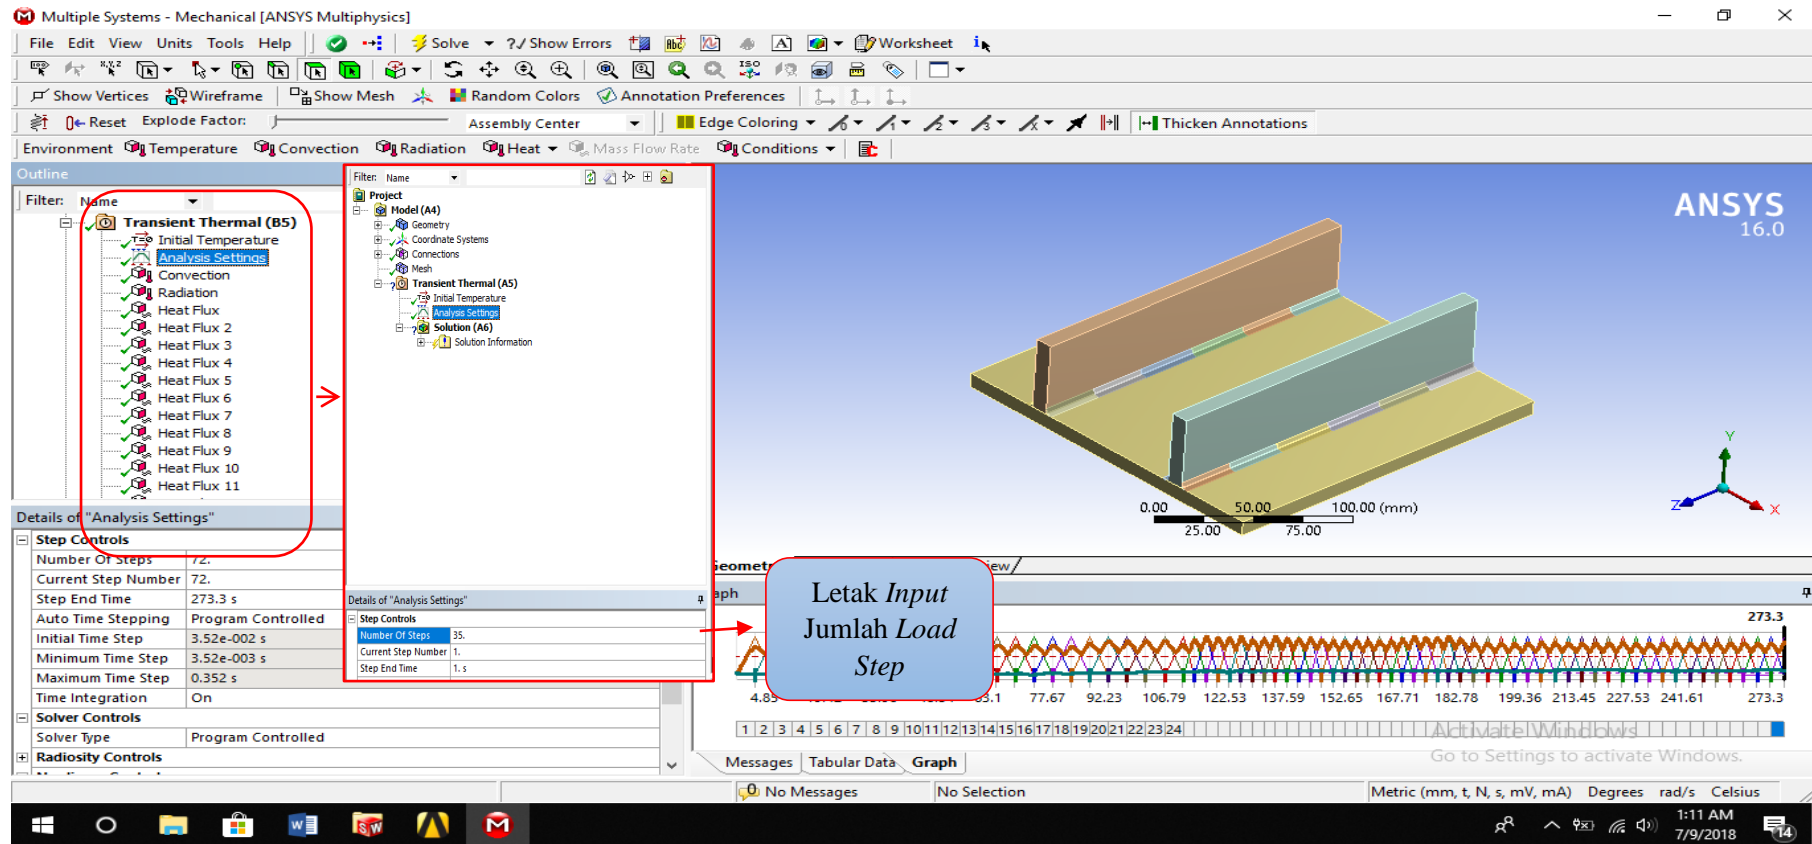 Multiple Systems - Mechanical [ANSYS Multiphysics]
File Edit View Units Tools Help Solve ?/ Show Errors Worksheet
Show Vertices Wireframe Show Mesh Random Colors Annotation Preferences
Reset Explode Factor: Assembly Center Edge Coloring Thicken Annotations
Environment Temperature Convection Radiation Heat Mass Flow Rate Conditions
Outline
Filter: Name
Transient Thermal (B5)
Initial Temperature
Analysis Settings
Convection
Radiation
Heat Flux
Heat Flux 2
Heat Flux 3
Heat Flux 4
Heat Flux 5
Heat Flux 6
Heat Flux 7
Heat Flux 8
Heat Flux 9
Heat Flux 10
Heat Flux 11
Details of "Analysis Settings"
Step Controls
Number Of Steps 72.
Current Step Number 72.
Step End Time 273.3 s
Auto Time Stepping Program Controlled
Initial Time Step 3.52e-002 s
Minimum Time Step 3.52e-003 s
Maximum Time Step 0.352 s
Time Integration On
Solver Controls
Solver Type Program Controlled
Radiosity Controls
Filter: Name
Project
Model (A4)
Geometry
Coordinate Systems
Connections
Mesh
Transient Thermal (A5)
Initial Temperature
Analysis Settings
Solution (A6)
Solution Information
Details of "Analysis Settings"
Step Controls
Number Of Steps 35.
Current Step Number 1.
Step End Time 1. s
ANSYS
16.0
Y
Z X
0.00 50.00 100.00 (mm)
25.00 75.00
Letak Input
Jumlah Load
Step
273.3
77.67 92.23 106.79 122.53 137.59 152.65 167.71 182.78 199.36 213.45 227.53 241.61 273.3
1 2 3 4 5 6 7 8 9 10 11 12 13 14 15 16 17 18 19 20 21 22 23 24
Activate Windows
Go to Settings to activate Windows.
Messages Tabular Data Graph
No Messages No Selection Metric (mm, t, N, s, mV, mA) Degrees rad/s Celsius
1:11 AM
7/9/2018
14